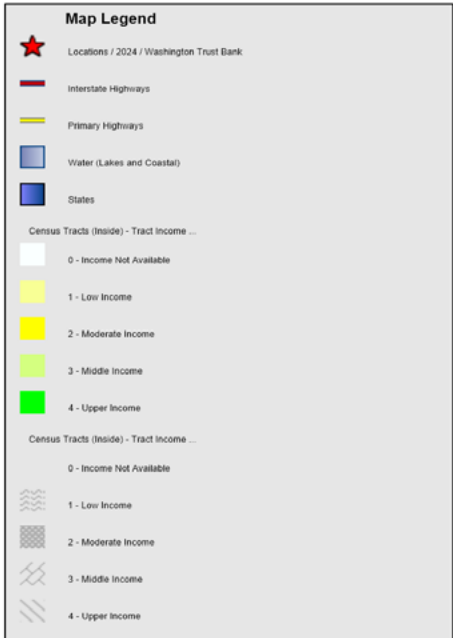 Map Legend
Locations / 2024 / Washington Trust Bank
Interstate Highways
Primary Highways
Water (Lakes and Coastal)
States
Census Tracts (Inside) - Tract Income ...
0 - Income Not Available
1 - Low Income
2 - Moderate Income
3 - Middle Income
4 - Upper Income
Census Tracts (Inside) - Tract Income ...
0 - Income Not Available
1 - Low Income
2 - Moderate Income
3 - Middle Income
4 - Upper Income